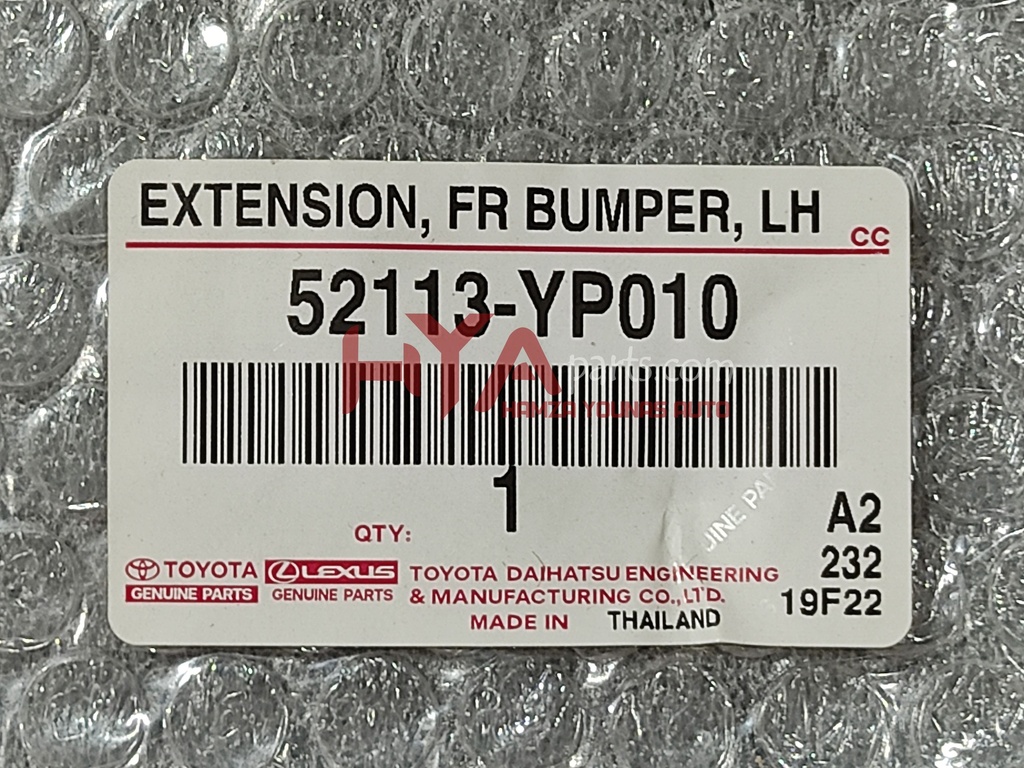 EXTENSION, FR BUMPER, LH
CC
52113-YP010
HYA parts.com
HAMZA YOUNAS AUTO
1
QTY:
A2
232
19F22
TOYOTA LEXUS
GENUINE PARTS GENUINE PARTS
TOYOTA DAIHATSU ENGINEERING
& MANUFACTURING CO., LTD.
MADE IN THAILAND